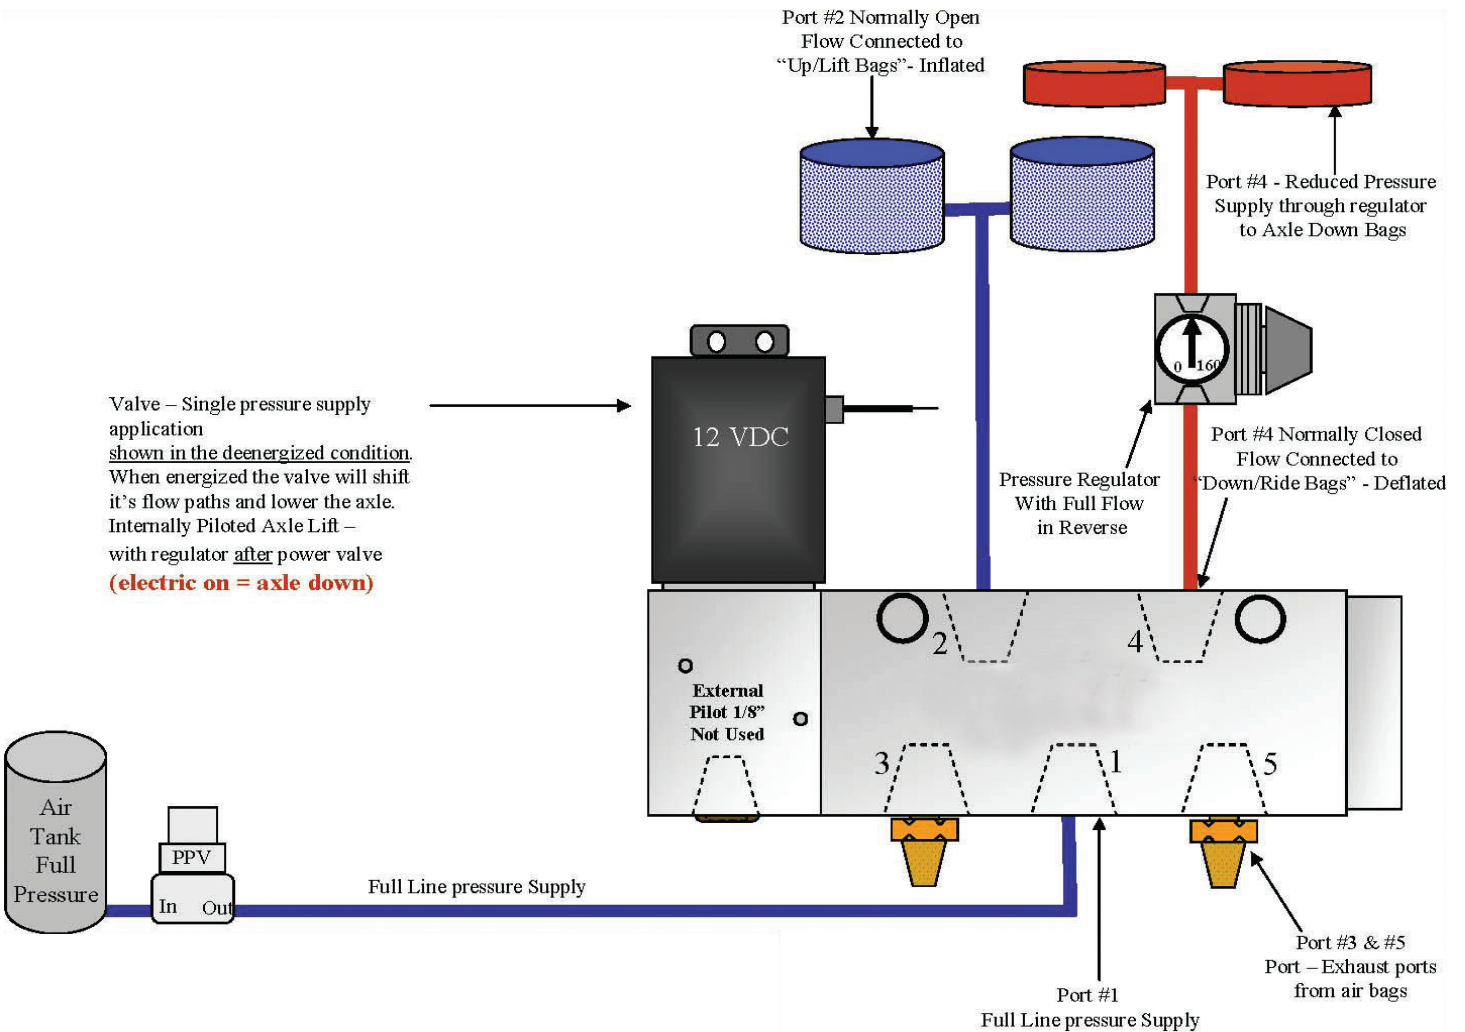 Port #2 Normally Open
Flow Connected to
“Up/Lift Bags”- Inflated
Port #4 - Reduced Pressure
Supply through regulator
to Axle Down Bags
0
160
Valve – Single pressure supply
application
shown in the deenergized condition.
When energized the valve will shift
it’s flow paths and lower the axle.
Internally Piloted Axle Lift –
with regulator after power valve
(electric on = axle down)
12 VDC
Pressure Regulator
With Full Flow
in Reverse
Port #4 Normally Closed
Flow Connected to
“Down/Ride Bags” - Deflated
2
4
External
Pilot 1/8”
Not Used
3
1
5
Air
Tank
Full
Pressure
PPV
In
Out
Full Line pressure Supply
Port #3 & #5
Port – Exhaust ports
from air bags
Port #1
Full Line pressure Supply